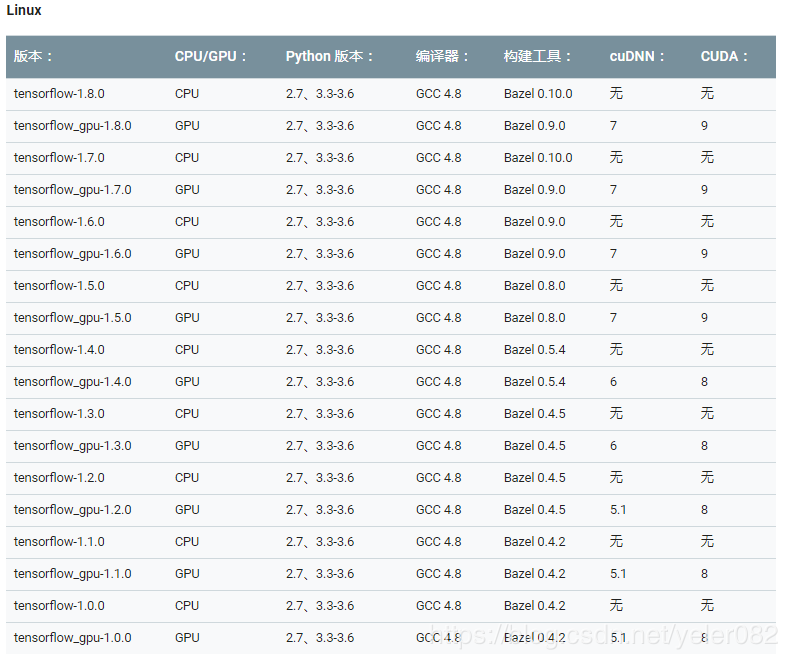 Linux
版本： CPU/GPU： Python 版本： 编译器： 构建工具： cuDNN： CUDA：
tensorflow-1.8.0 CPU 2.7、3.3-3.6 GCC 4.8 Bazel 0.10.0 无 无
tensorflow_gpu-1.8.0 GPU 2.7、3.3-3.6 GCC 4.8 Bazel 0.9.0 7 9
tensorflow-1.7.0 CPU 2.7、3.3-3.6 GCC 4.8 Bazel 0.10.0 无 无
tensorflow_gpu-1.7.0 GPU 2.7、3.3-3.6 GCC 4.8 Bazel 0.9.0 7 9
tensorflow-1.6.0 CPU 2.7、3.3-3.6 GCC 4.8 Bazel 0.9.0 无 无
tensorflow_gpu-1.6.0 GPU 2.7、3.3-3.6 GCC 4.8 Bazel 0.9.0 7 9
tensorflow-1.5.0 CPU 2.7、3.3-3.6 GCC 4.8 Bazel 0.8.0 无 无
tensorflow_gpu-1.5.0 GPU 2.7、3.3-3.6 GCC 4.8 Bazel 0.8.0 7 9
tensorflow-1.4.0 CPU 2.7、3.3-3.6 GCC 4.8 Bazel 0.5.4 无 无
tensorflow_gpu-1.4.0 GPU 2.7、3.3-3.6 GCC 4.8 Bazel 0.5.4 6 8
tensorflow-1.3.0 CPU 2.7、3.3-3.6 GCC 4.8 Bazel 0.4.5 无 无
tensorflow_gpu-1.3.0 GPU 2.7、3.3-3.6 GCC 4.8 Bazel 0.4.5 6 8
tensorflow-1.2.0 CPU 2.7、3.3-3.6 GCC 4.8 Bazel 0.4.5 无 无
tensorflow_gpu-1.2.0 GPU 2.7、3.3-3.6 GCC 4.8 Bazel 0.4.5 5.1 8
tensorflow-1.1.0 CPU 2.7、3.3-3.6 GCC 4.8 Bazel 0.4.2 无 无
tensorflow_gpu-1.1.0 GPU 2.7、3.3-3.6 GCC 4.8 Bazel 0.4.2 5.1 8
tensorflow-1.0.0 CPU 2.7、3.3-3.6 GCC 4.8 Bazel 0.4.2 无 无
tensorflow_gpu-1.0.0 GPU 2.7、3.3-3.6 GCC 4.8 Bazel 0.4.2 5.1 8
https://blog.csdn.net/yeler082